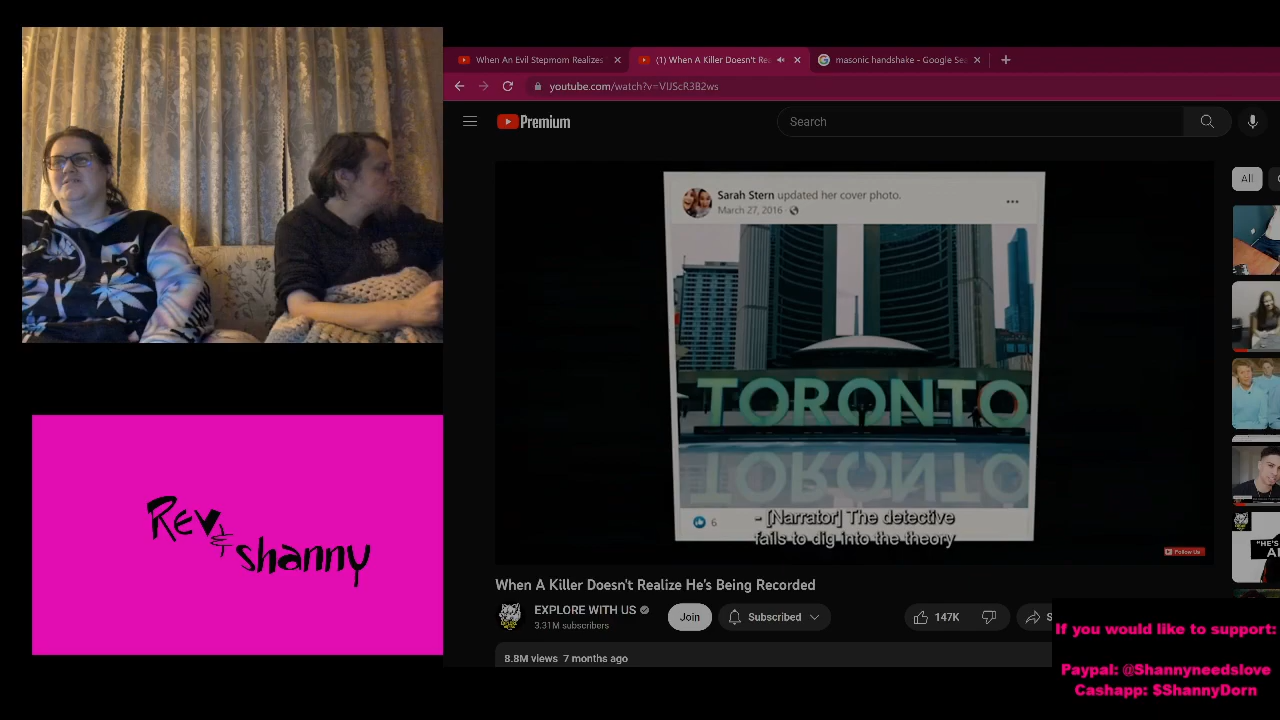 When An Evil Stepmom Realizes
(1) When A Killer Doesn't Re
masonic handshake - Google Se
youtube.com/watch?v=VlJScR3B2ws
Premium
Search
All
Sarah Stern updated her cover photo.
March 27, 2016
TORONTO
6
- [Narrator] The detective
fails to dig into the theory
Follow Us
When A Killer Doesn't Realize He's Being Recorded
EXPLORE WITH US
3.31M subscribers
Join
Subscribed
147K
S
8.8M views 7 months ago
Rev
&
shanny
If you would like to support:
Paypal: @Shannyneedslove
Cashapp: $ShannyDorn